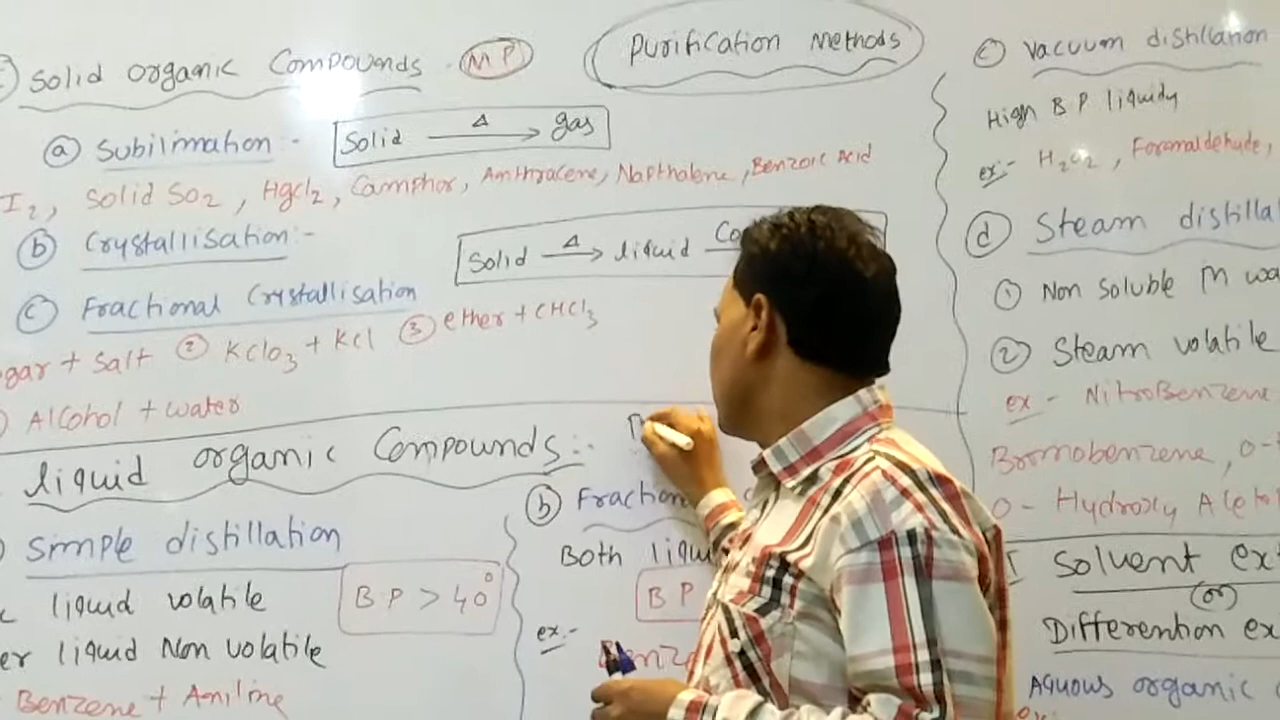 Purification Methods
Solid organic Compounds MP
(a) Sublimation :- Solid Δ→ gas
I2, Solid SO2, HgCl2, Camphor, Anthracene, Napthalene, Benzoic Acid
(b) Crystallisation:-
Solid Δ→ liquid
(c) Fractional Crystallisation
gar + Salt (2) KClO3 + KCl (3) ether + CHCl3
Alcohol + water
liquid organic Compounds :-
Simple distillation
liquid volatile
BP > 40°
er liquid Non volatile
Benzene + Aniline
(b) Fraction
Both liqu
BP
ex:-
(c) Vacuum distillation
High BP liquidy
ex:- H2O2, Formaldehyde,
(d) Steam distilla
(1) Non soluble in wa
(2) Steam volatile
ex - NitroBenzene
Bromobenzene, O-
O - Hydroxy
Solvent ex
(or)
Differention ex
Aquous organic